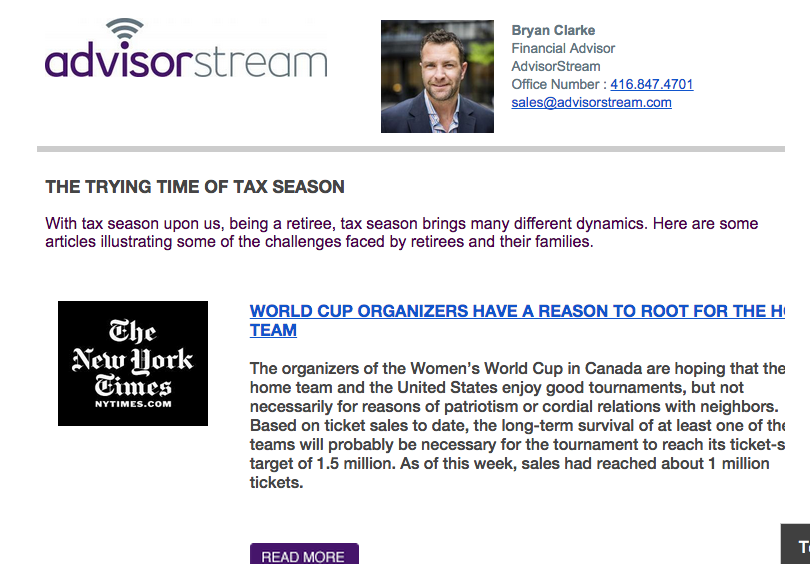 advisorstream
Bryan Clarke
Financial Advisor
AdvisorStream
Office Number : 416.847.4701
sales@advisorstream.com
THE TRYING TIME OF TAX SEASON
With tax season upon us, being a retiree, tax season brings many different dynamics. Here are some
articles illustrating some of the challenges faced by retirees and their families.
The
New York
Times
NYTIMES.COM
WORLD CUP ORGANIZERS HAVE A REASON TO ROOT FOR THE
TEAM
The organizers of the Women's World Cup in Canada are hoping that the
home team and the United States enjoy good tournaments, but not
necessarily for reasons of patriotism or cordial relations with neighbors.
Based on ticket sales to date, the long-term survival of at least one of the
teams will probably be necessary for the tournament to reach its ticket-s
target of 1.5 million. As of this week, sales had reached about 1 million
tickets.
READ MORE